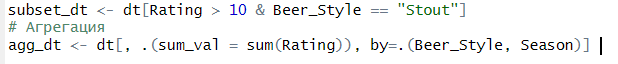 subset_dt <- dt[Rating > 10 & Beer_Style == "Stout"]
# Агрегация
agg_dt <- dt[, .(sum_val = sum(Rating)), by=.(Beer_Style, Season)]